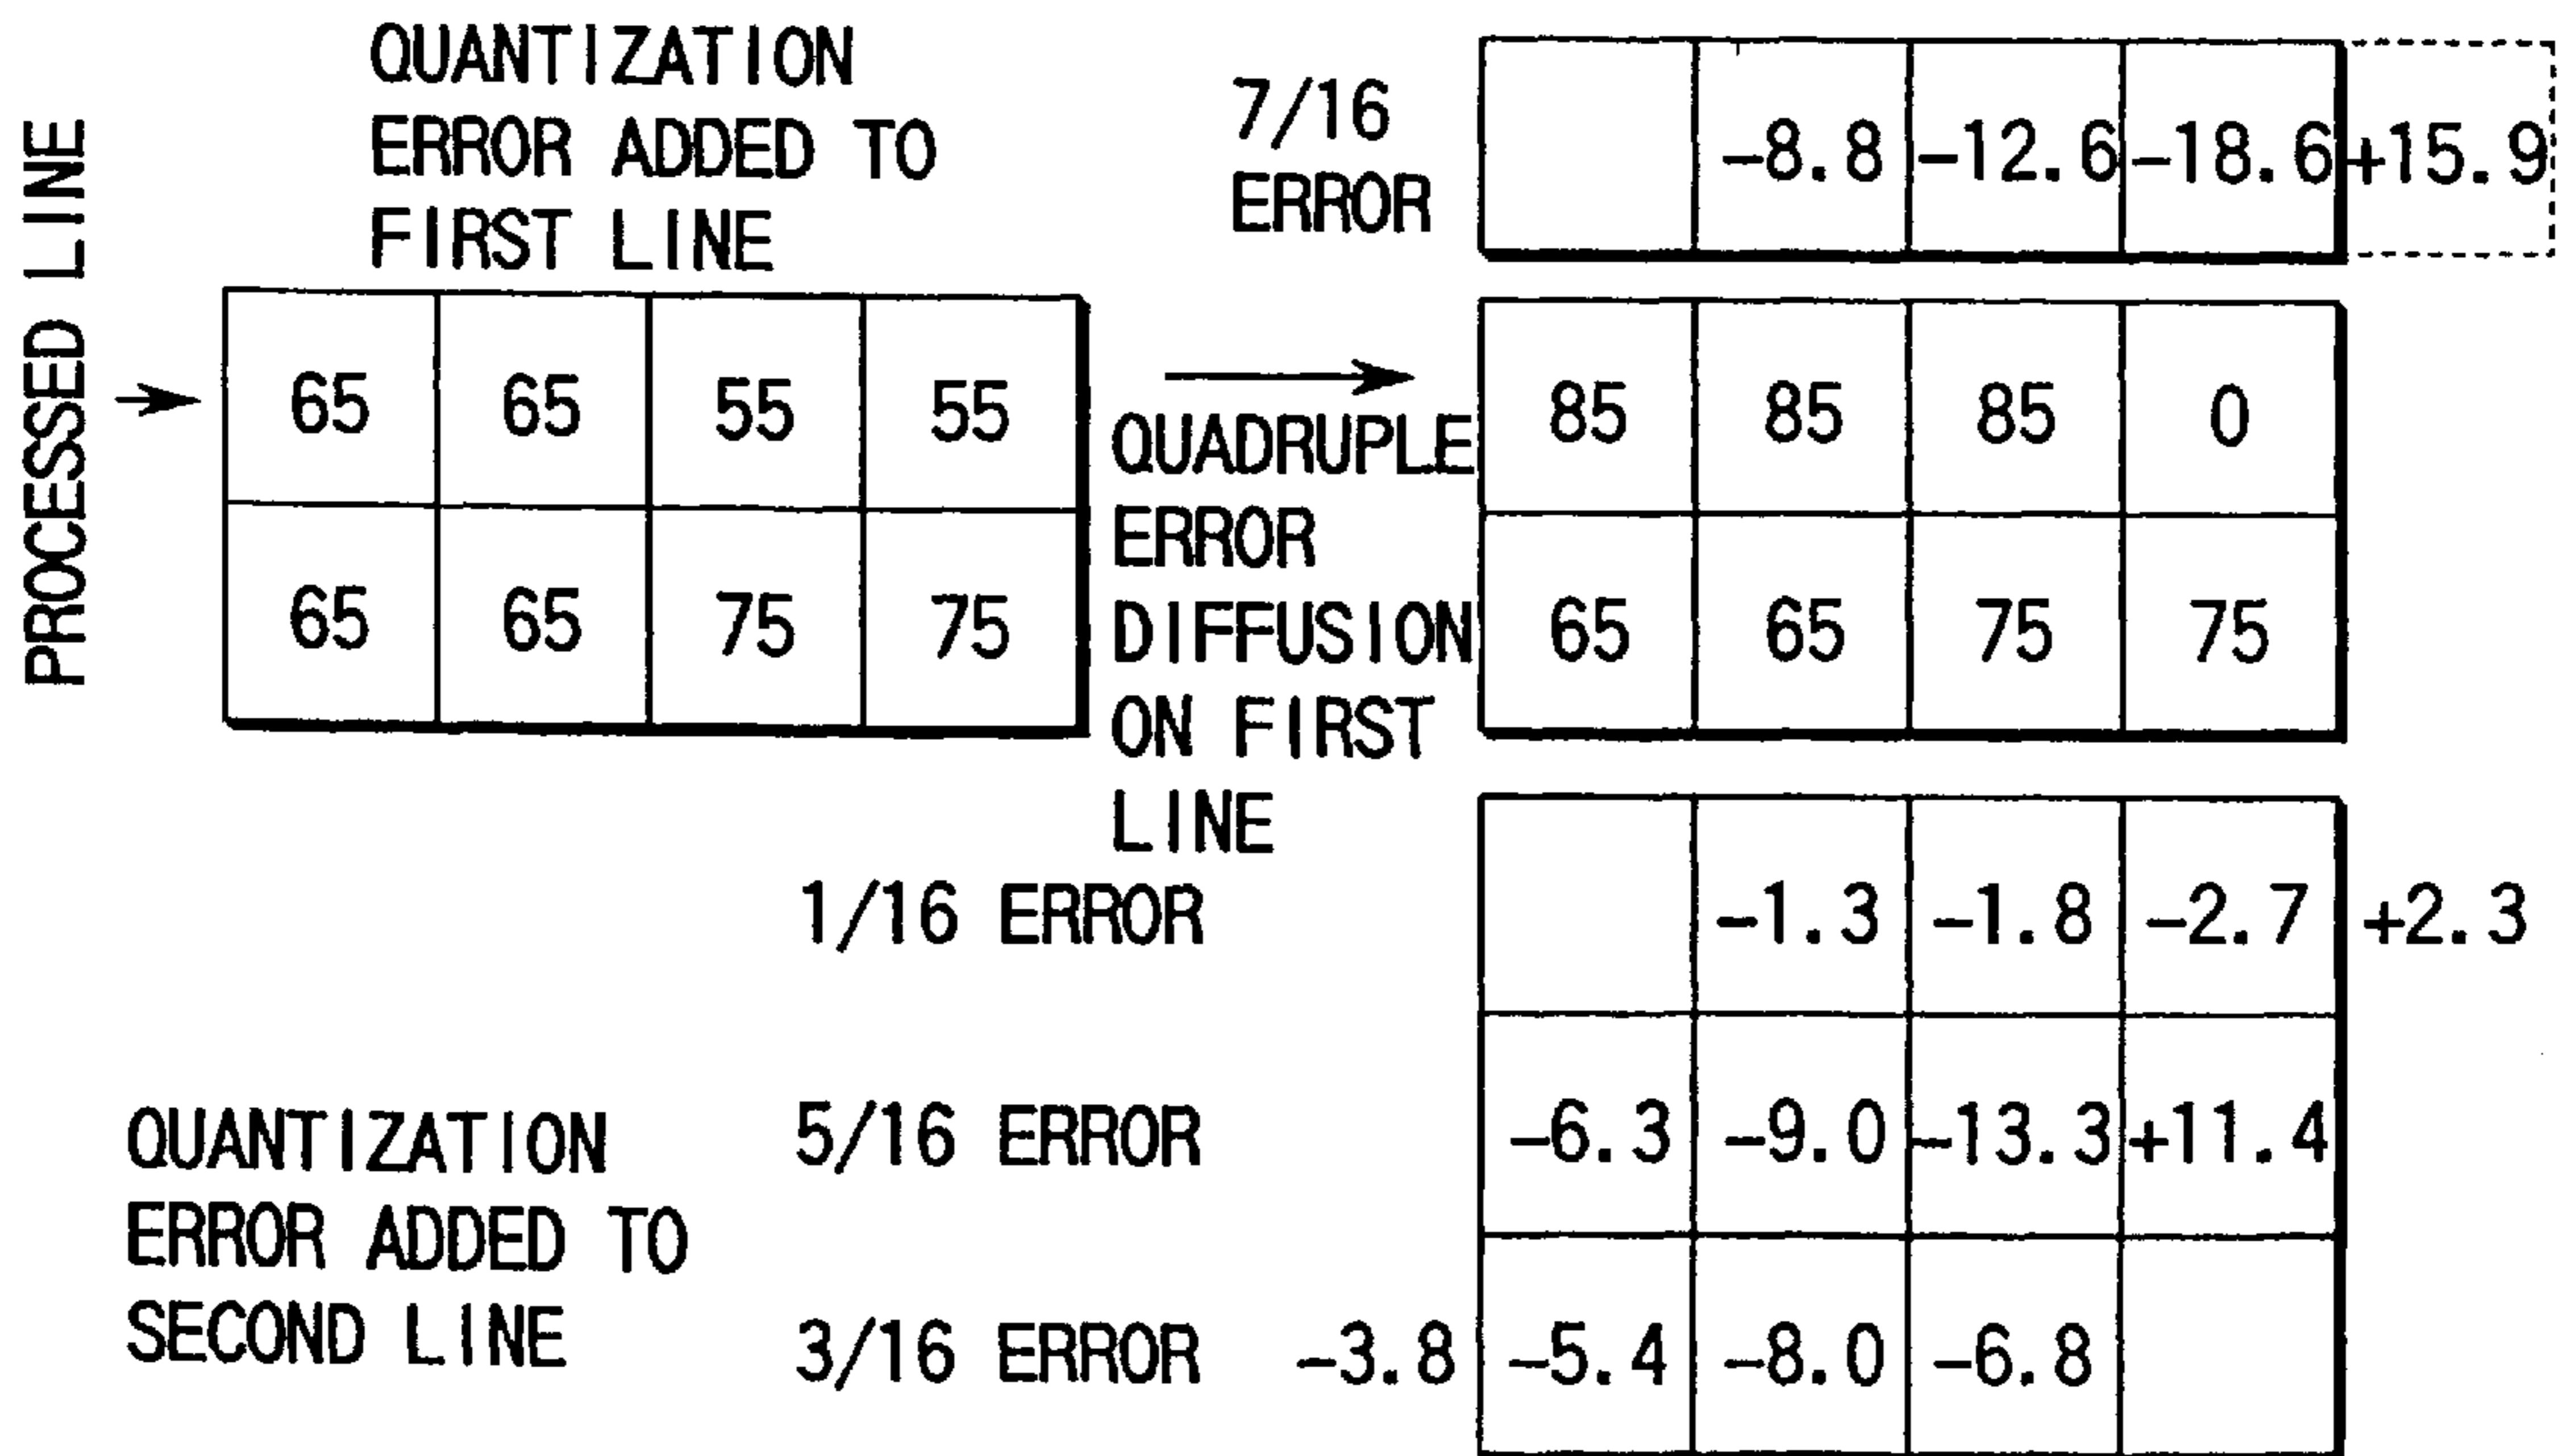 PROCESSED LINE
QUANTIZATION
ERROR ADDED TO
FIRST LINE
7/16
ERROR
-8.8 -12.6 -18.6 +15.9
65 65 55 55
65 65 75 75
QUADRUPLE
ERROR
DIFFUSION
ON FIRST
LINE
85 85 85 0
65 65 75 75
1/16 ERROR
-1.3 -1.8 -2.7 +2.3
QUANTIZATION
ERROR ADDED TO
SECOND LINE
5/16 ERROR
-6.3 -9.0 -13.3 +11.4
3/16 ERROR
-3.8 -5.4 -8.0 -6.8